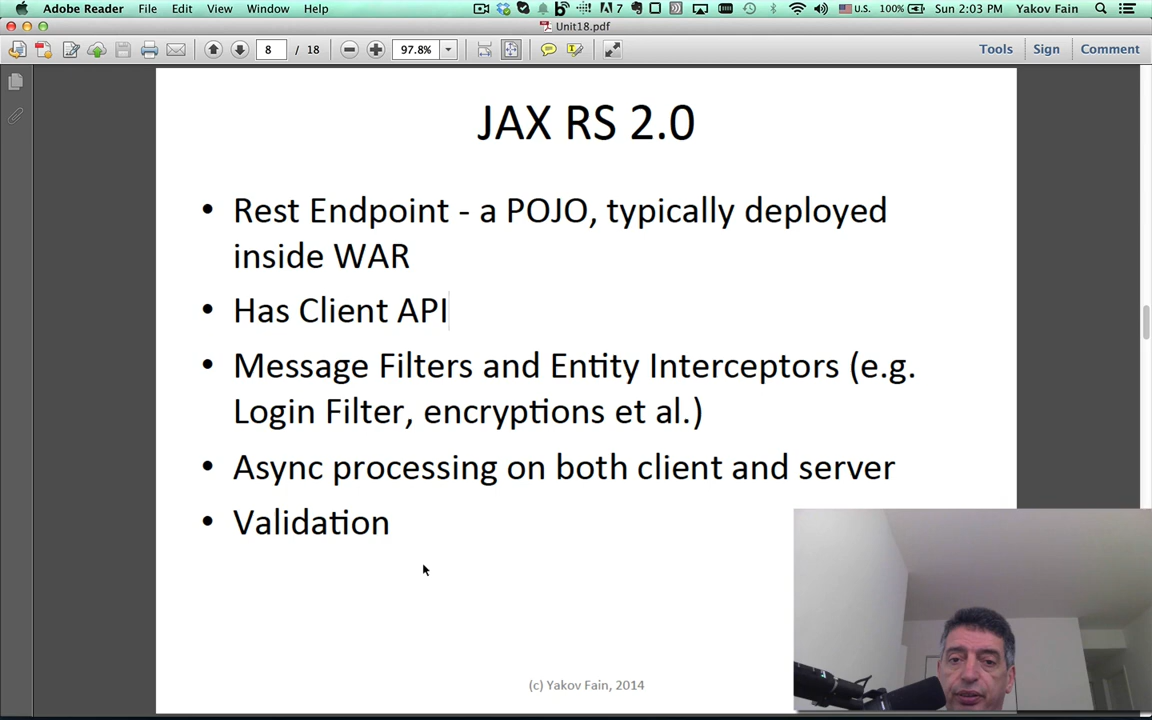 Adobe Reader File Edit View Window Help 7 U.S. 100% Sun 2:03 PM Yakov Fain
Unit18.pdf
8 / 18 97.8% Tools Sign Comment
JAX RS 2.0
• Rest Endpoint - a POJO, typically deployed
inside WAR
• Has Client API
• Message Filters and Entity Interceptors (e.g.
Login Filter, encryptions et al.)
• Async processing on both client and server
• Validation
(c) Yakov Fain, 2014